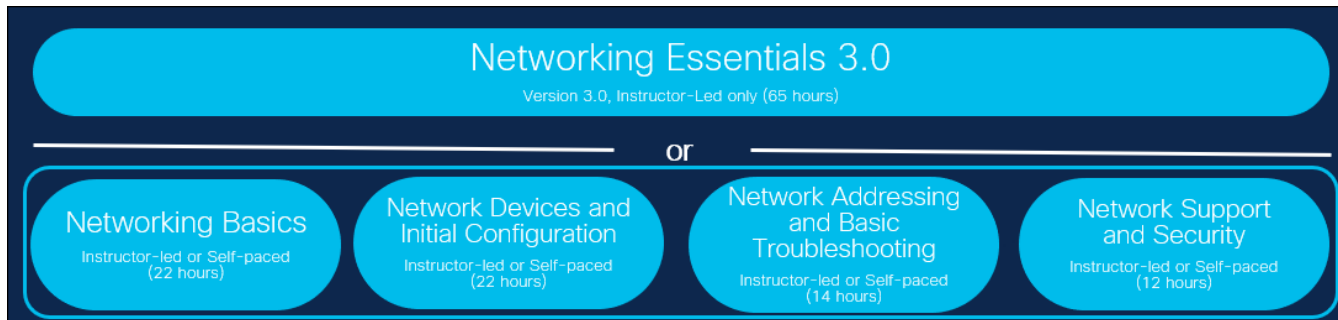 Networking Essentials 3.0
Version 3.0, Instructor-Led only (65 hours)
or
Networking Basics
Instructor-led or Self-paced
(22 hours)
Network Devices and
Initial Configuration
Instructor-led or Self-paced
(22 hours)
Network Addressing
and Basic
Troubleshooting
Instructor-led or Self-paced
(14 hours)
Network Support
and Security
Instructor-led or Self-paced
(12 hours)